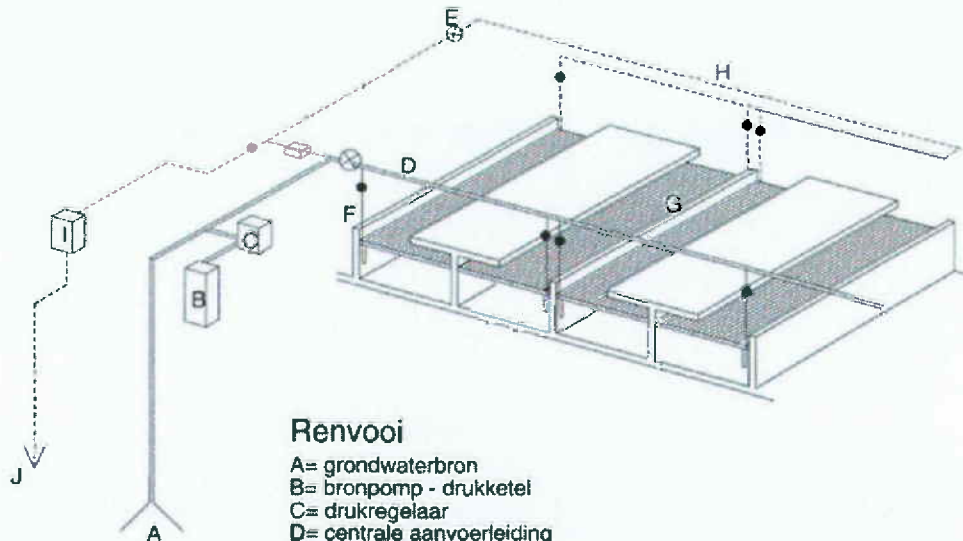 E
H
D
F
G
I
C
B
J
A
Renvooi
A= grondwaterbron
B= bronpomp - drukketel
C= drukregelaar
D= centrale aanvoerleiding